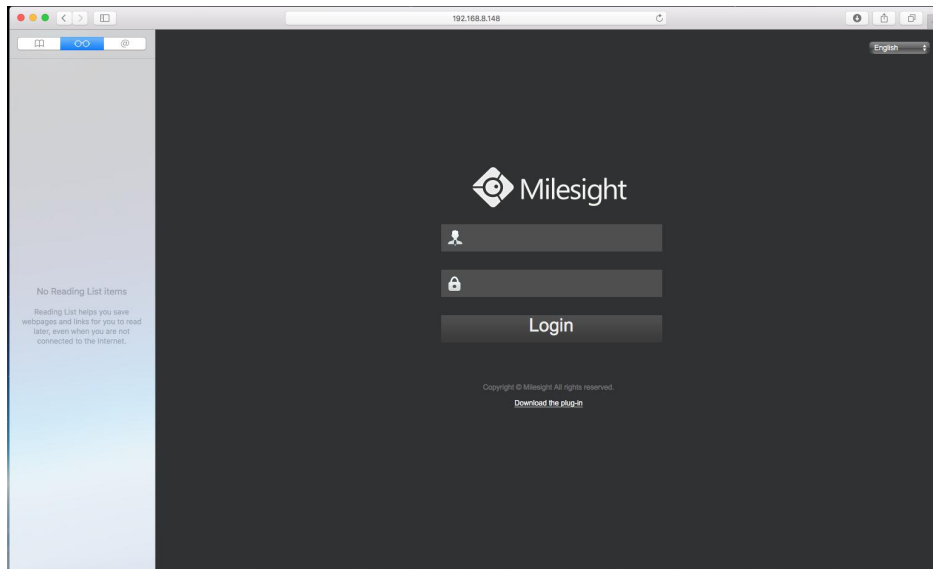 192.168.8.148
@
English
Milesight
No Reading List items
Reading List helps you save
webpages and links for you to read
later, even when you are not
connected to the Internet.
Login
Copyright © Milesight All rights reserved.
Download the plug-in